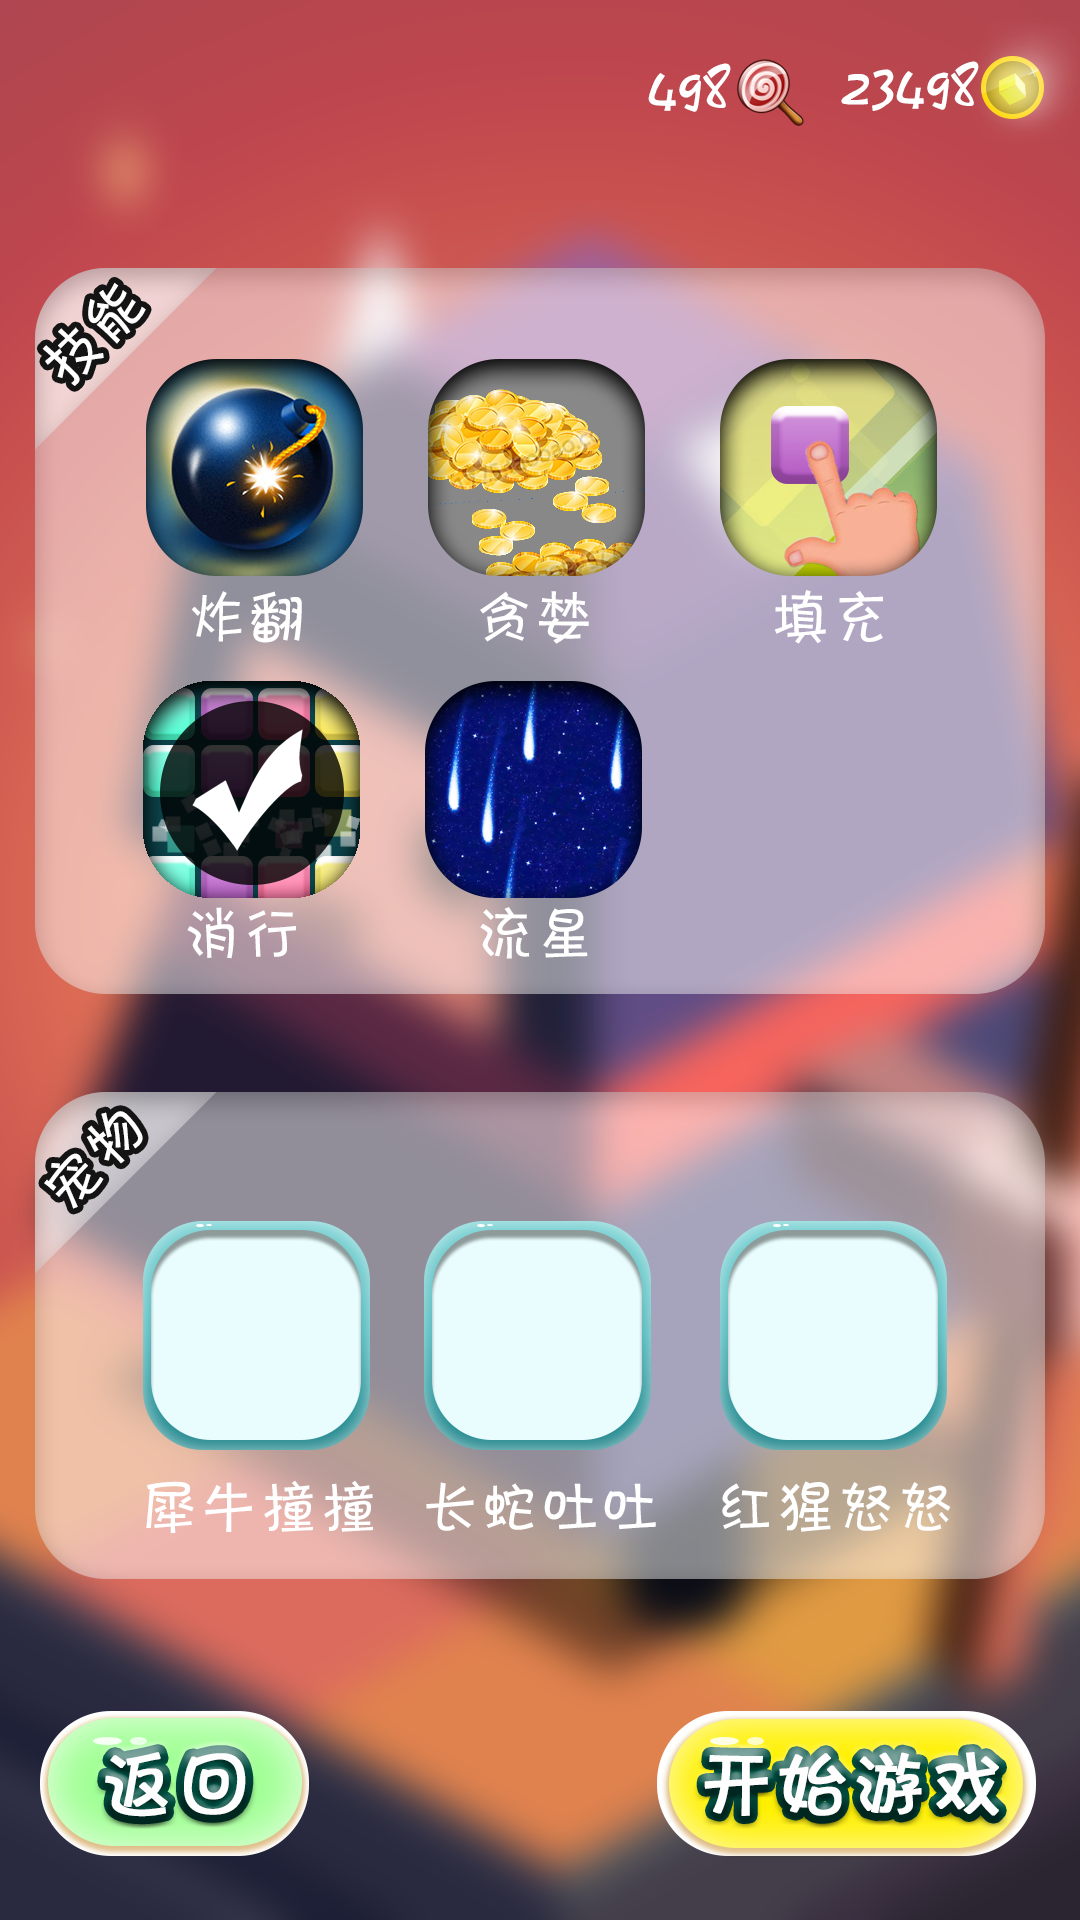 498 23498
技能
炸翻 贪婪 填充
消行 流星
宠物
犀牛撞撞 长蛇吐吐 红猩怒怒
返回 开始游戏